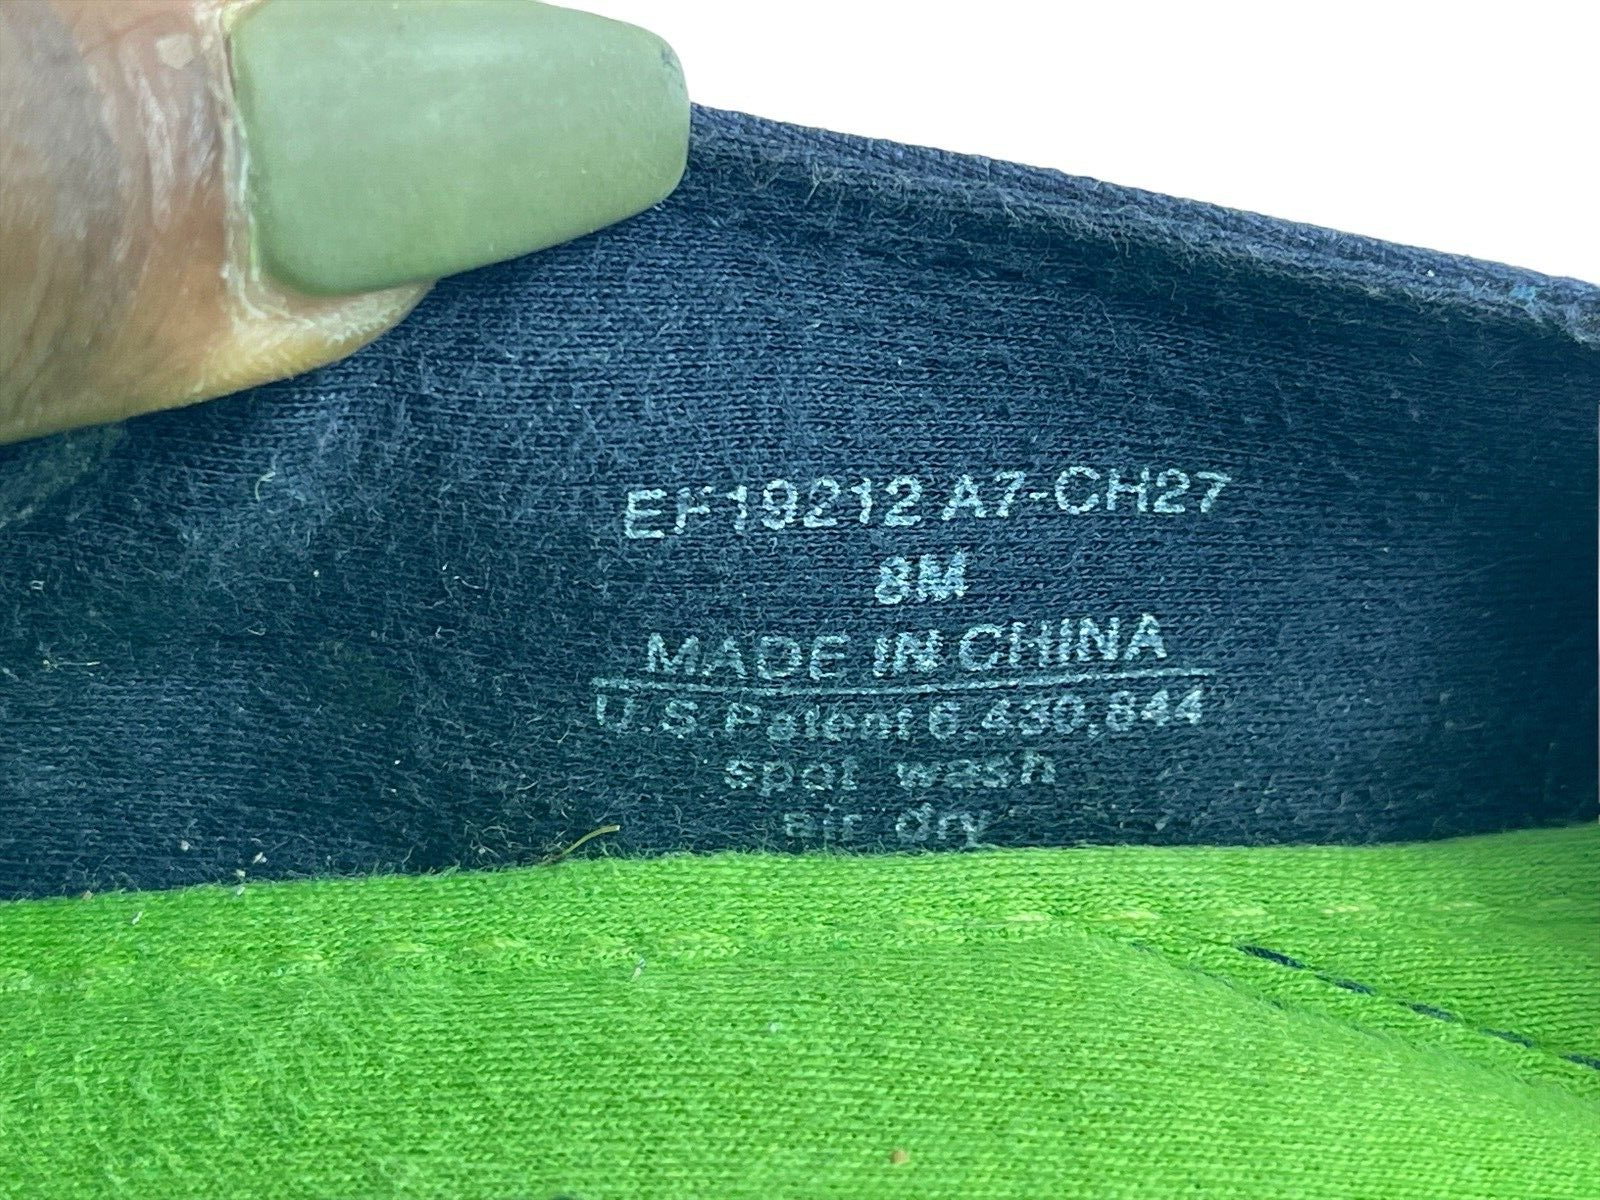 EF19212 A7-CH27
8M
MADE IN CHINA
U.S. Patent 6,430,844
spot wash
air dry